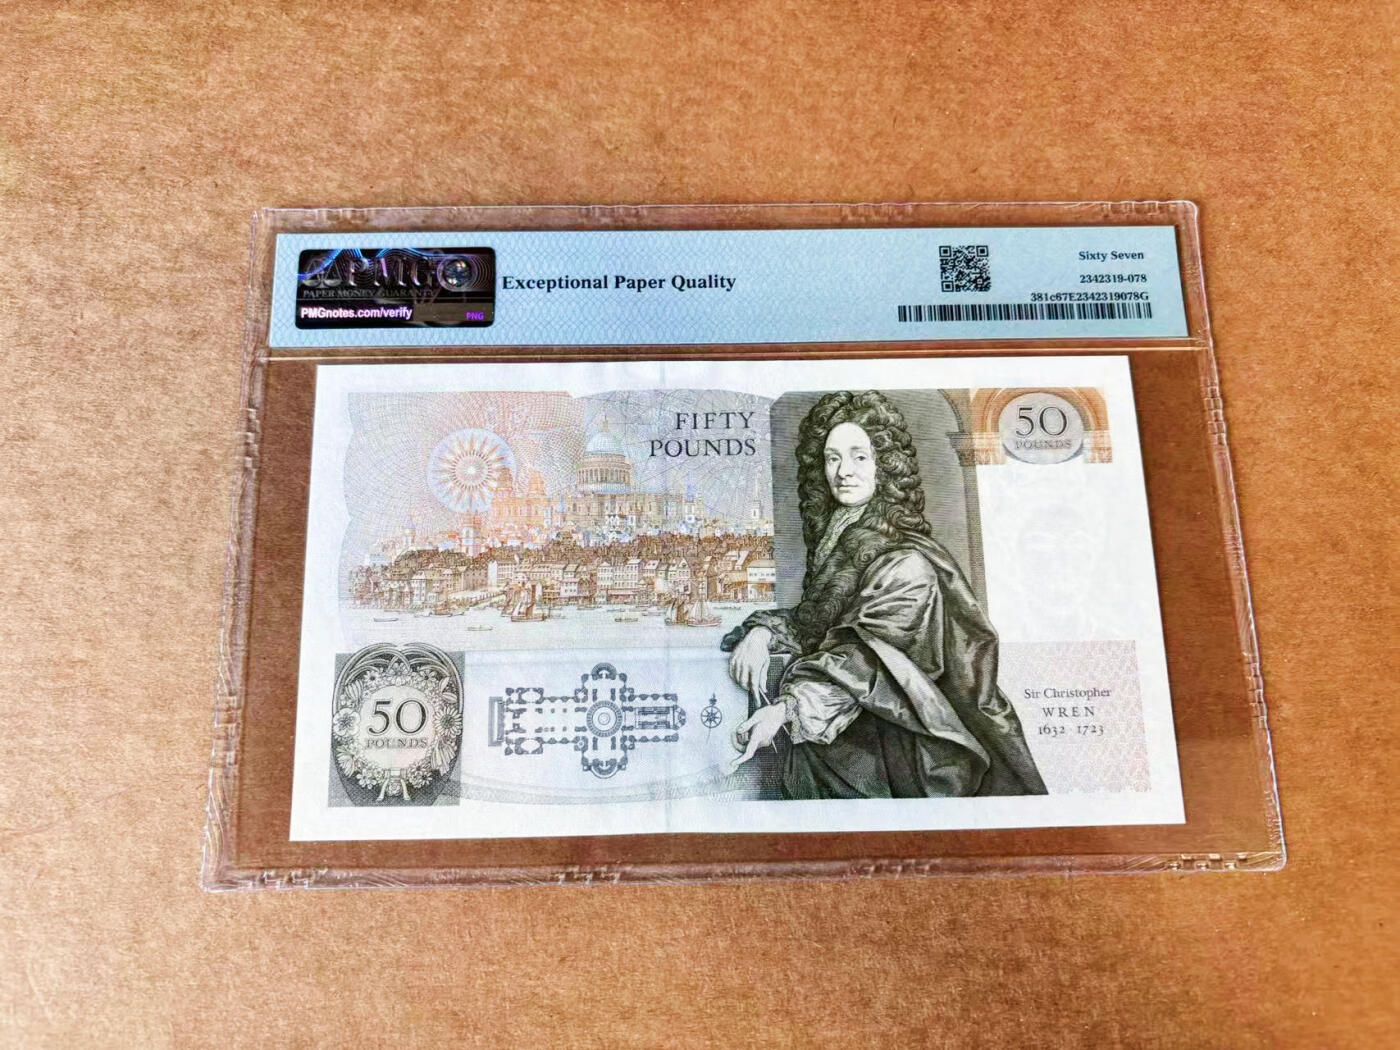 PMG
PAPER MONEY GUARANTY
PMGnotes.com/verify
PNG
Exceptional Paper Quality
Sixty Seven
2342319-078
381c67E2342319078G
FIFTY
POUNDS
50
POUNDS
50
POUNDS
Sir Christopher
WREN
1632 1723